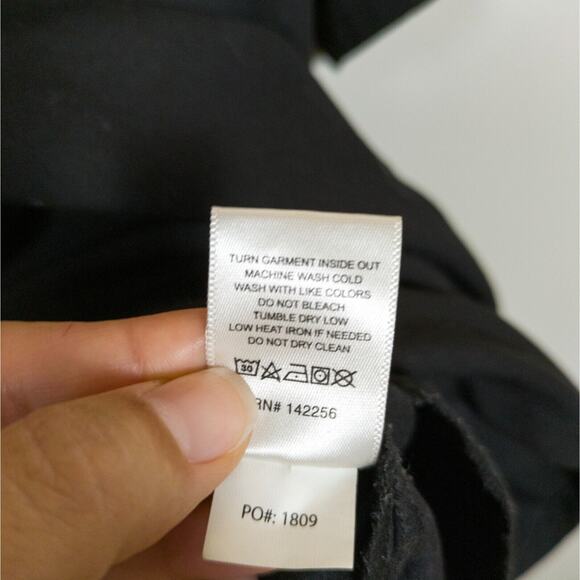 TURN GARMENT INSIDE OUT
MACHINE WASH COLD
WASH WITH LIKE COLORS
DO NOT BLEACH
TUMBLE DRY LOW
LOW HEAT IRON IF NEEDED
DO NOT DRY CLEAN
30
RN# 142256
PO#: 1809